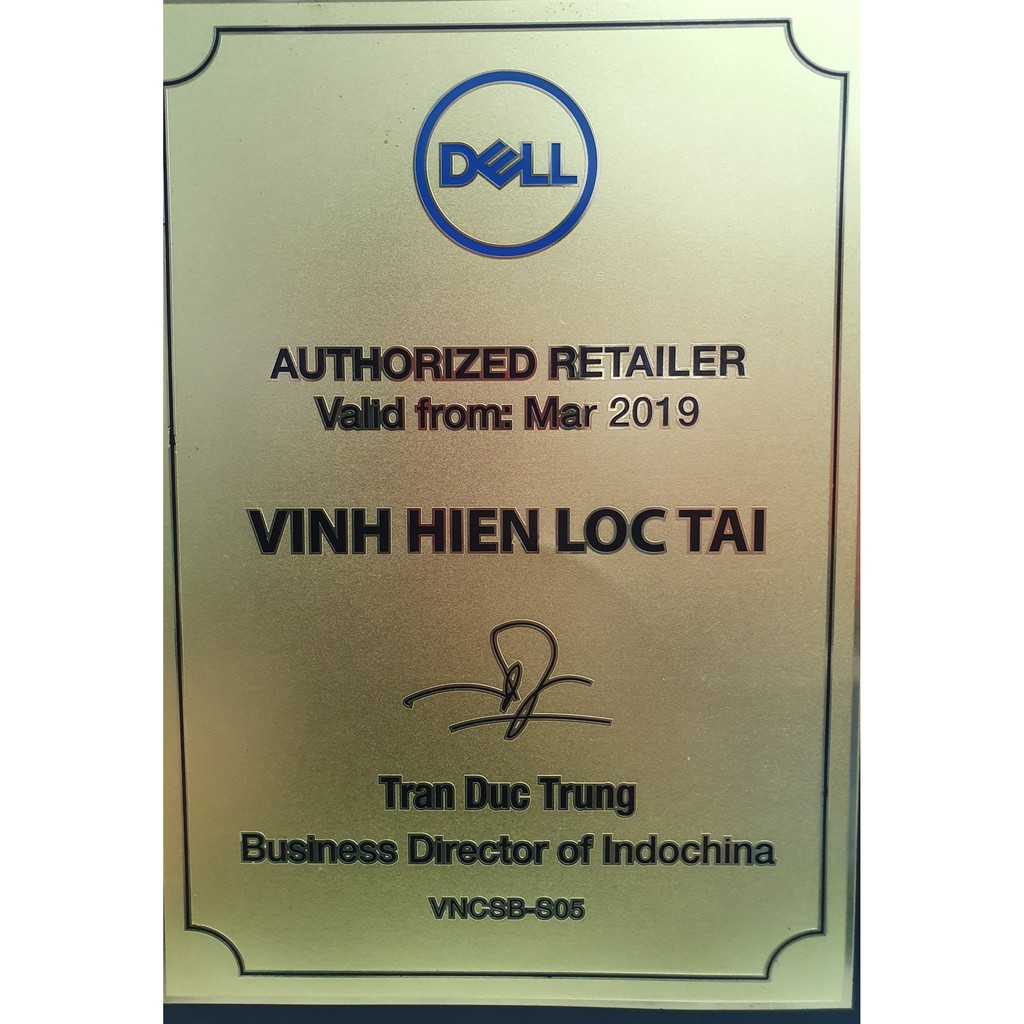 DELL
AUTHORIZED RETAILER
Valid from: Mar 2019
VINH HIEN LOC TAI
Tran Duc Trung
Business Director of Indochina
VNCSB-S05